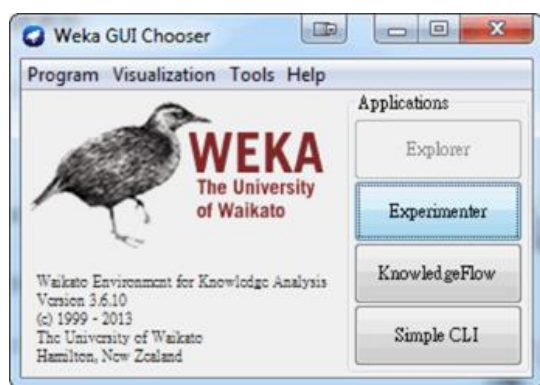 Weka GUI Chooser
Program Visualization Tools Help
WEKA
The University
of Waikato
Waikato Environment for Knowledge Analysis
Version 3.6.10
(c) 1999 - 2013
The University of Waikato
Hamilton, New Zealand
Applications
Explorer
Experimenter
KnowledgeFlow
Simple CLI